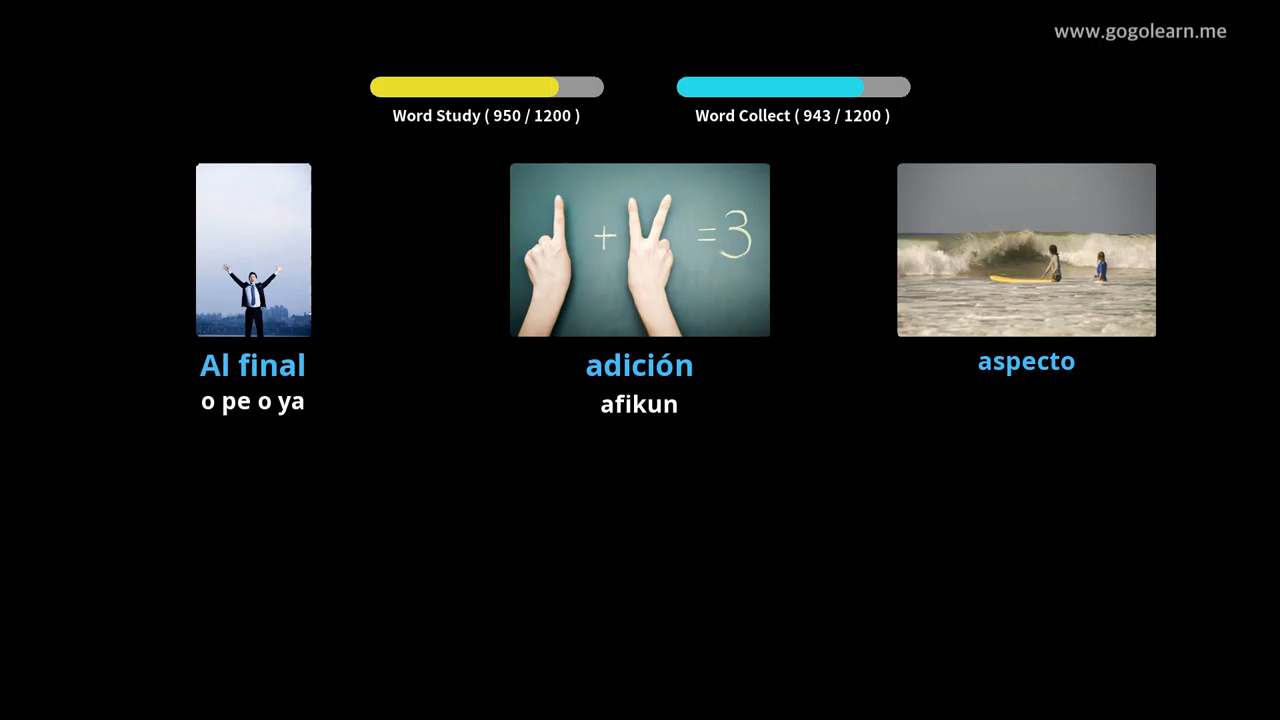 www.gogolearn.me
Word Study ( 950 / 1200 )
Word Collect ( 943 / 1200 )
+ = 3
Al final
adición
aspecto
o pe o ya
afikun